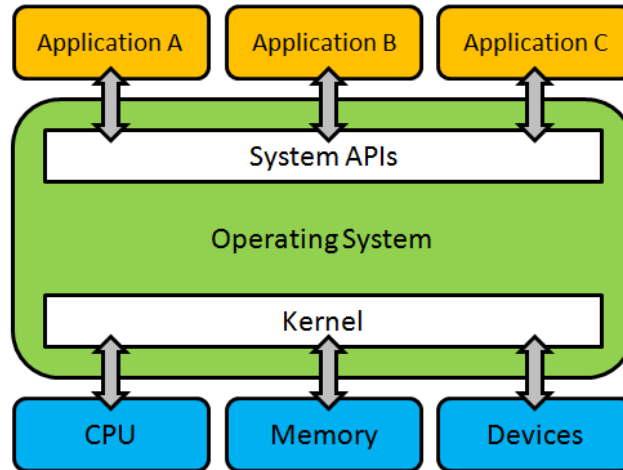 Application A
Application B
Application C
System APIs
Operating System
Kernel
CPU
Memory
Devices